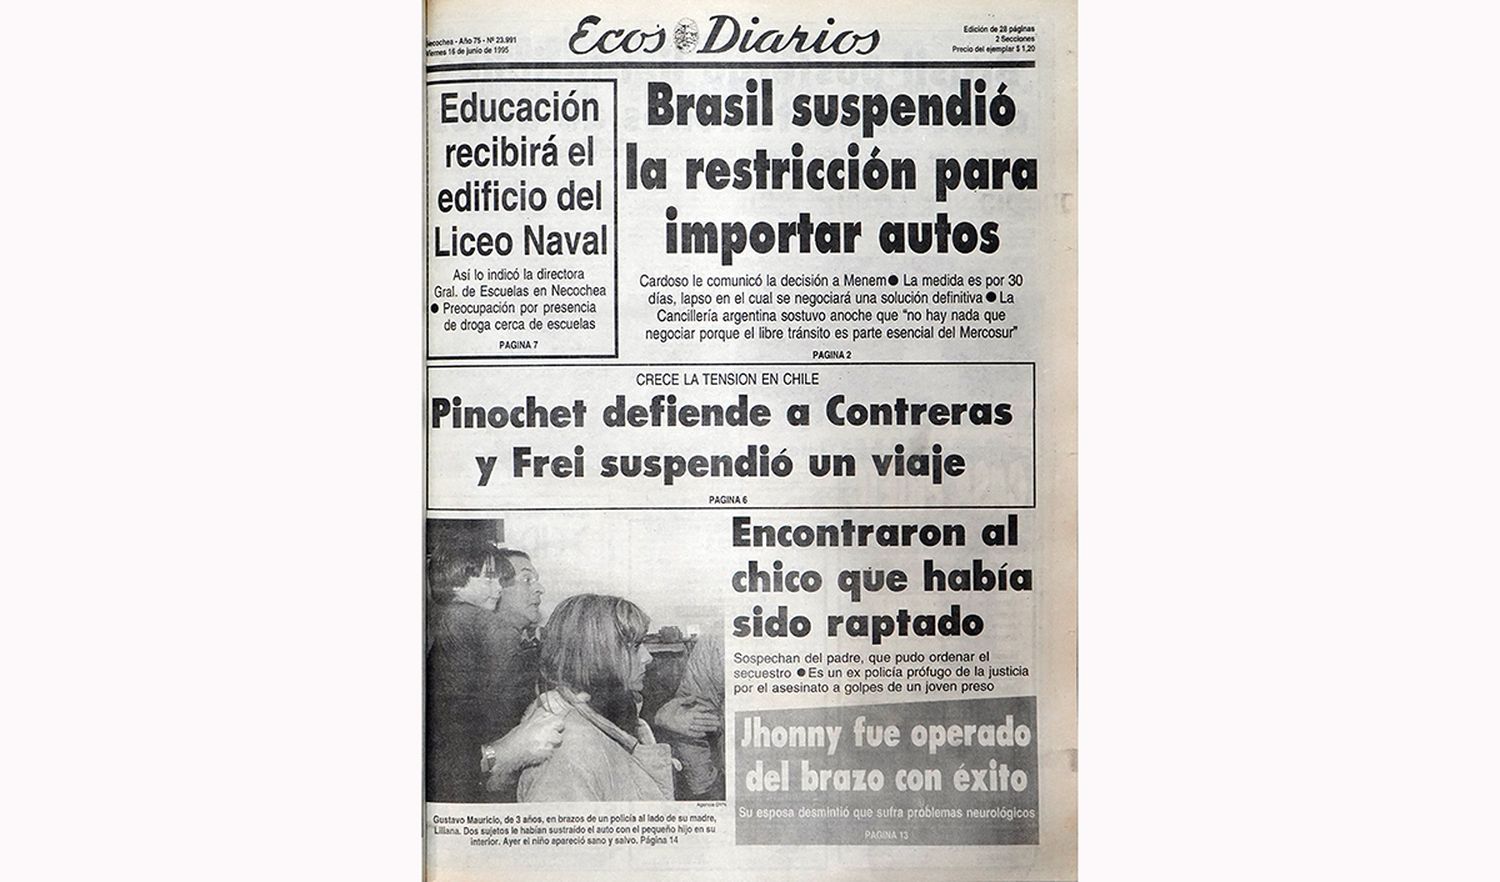 Necochea - Año 75 - Nº 23.991
Viernes 16 de junio de 1995
Ecos Diarios
Edición de 28 páginas
2 Secciones
Precio del ejemplar $ 1,20
Educación
recibirá el
edificio del
Liceo Naval
Así lo indicó la directora
Gral. de Escuelas en Necochea
● Preocupación por presencia
de droga cerca de escuelas
PAGINA 7
Brasil suspendió
la restricción para
importar autos
Cardoso le comunicó la decisión a Menem● La medida es por 30
días, lapso en el cual se negociará una solución definitiva ● La
Cancillería argentina sostuvo anoche que "no hay nada que
negociar porque el libre tránsito es parte esencial del Mercosur"
PAGINA 2
CRECE LA TENSION EN CHILE
Pinochet defiende a Contreras
y Frei suspendió un viaje
PAGINA 6
Agencia DYN
Gustavo Mauricio, de 3 años, en brazos de un policía al lado de su madre,
Liliana. Dos sujetos le habían sustraído el auto con el pequeño hijo en su
interior. Ayer el niño apareció sano y salvo. Página 14
Encontraron al
chico que había
sido raptado
Sospechan del padre, que pudo ordenar el
secuestro ● Es un ex policía prófugo de la justicia
por el asesinato a golpes de un joven preso
Jhonny fue operado
del brazo con éxito
Su esposa desmintió que sufra problemas neurológicos
PAGINA 13